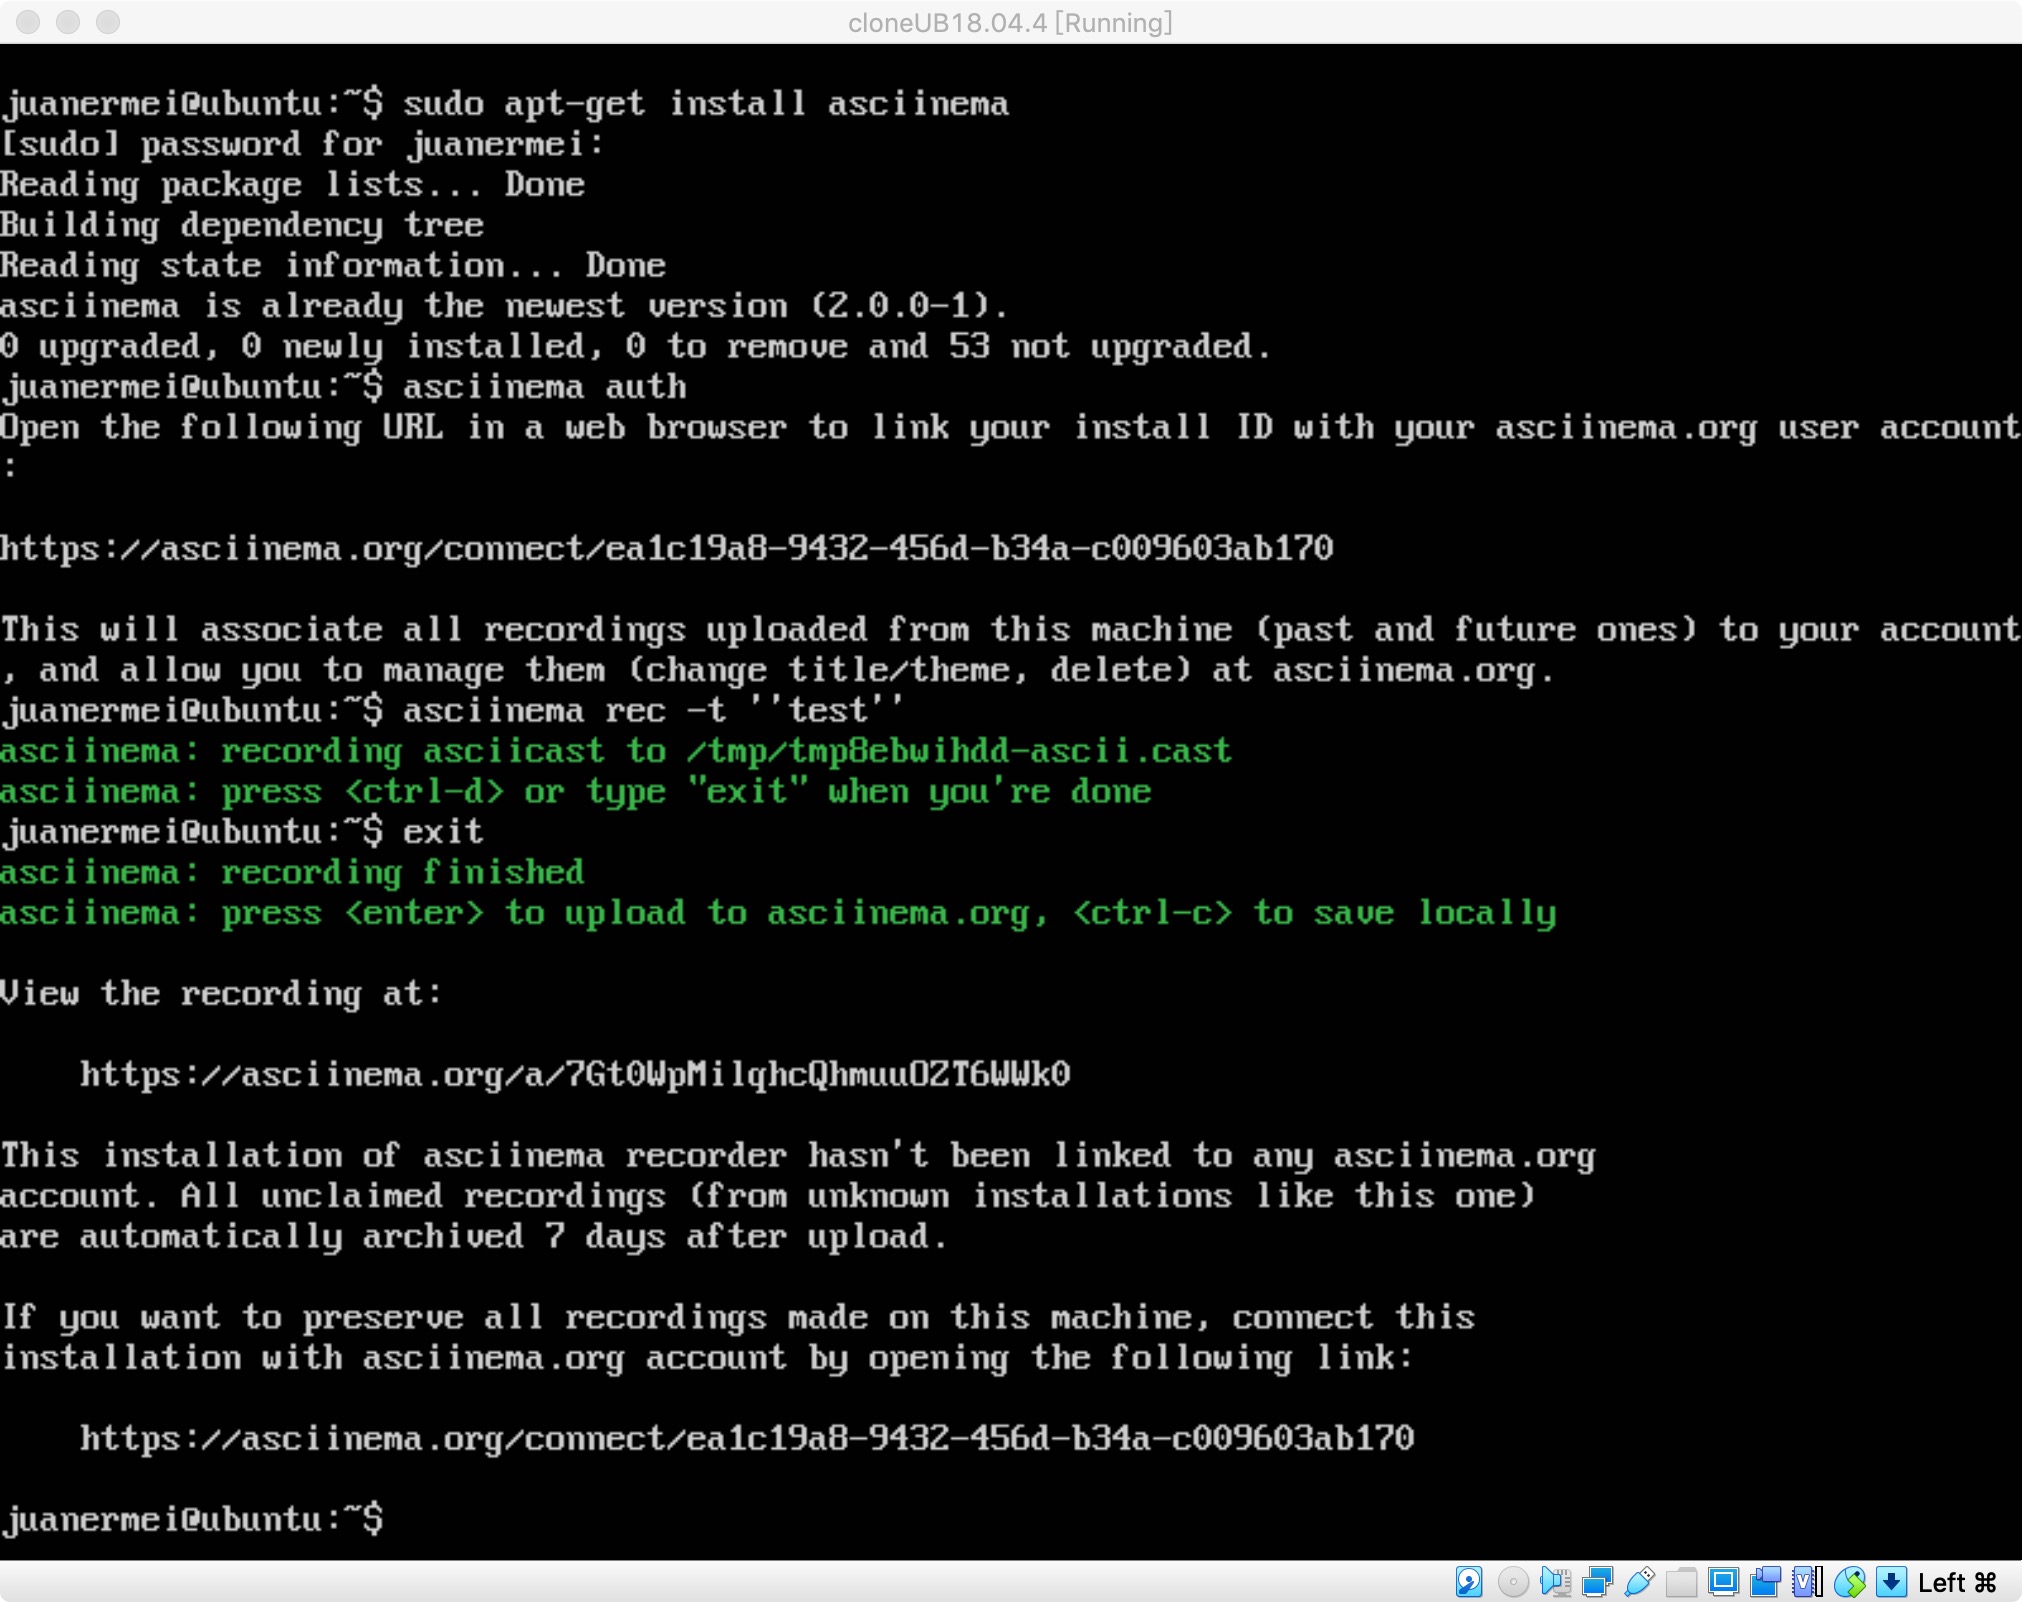 cloneUB18.04.4 [Running]
juanermei@ubuntu:~$ sudo apt-get install asciinema
[sudo] password for juanermei:
Reading package lists... Done
Building dependency tree
Reading state information... Done
asciinema is already the newest version (2.0.0-1).
0 upgraded, 0 newly installed, 0 to remove and 53 not upgraded.
juanermei@ubuntu:~$ asciinema auth
Open the following URL in a web browser to link your install ID with your asciinema.org user account
:
https://asciinema.org/connect/ea1c19a8-9432-456d-b34a-c009603ab170
This will associate all recordings uploaded from this machine (past and future ones) to your account
, and allow you to manage them (change title/theme, delete) at asciinema.org.
juanermei@ubuntu:~$ asciinema rec -t ''test''
asciinema: recording asciicast to /tmp/tmp8ebwihdd-ascii.cast
asciinema: press <ctrl-d> or type "exit" when you're done
juanermei@ubuntu:~$ exit
asciinema: recording finished
asciinema: press <enter> to upload to asciinema.org, <ctrl-c> to save locally
View the recording at:
https://asciinema.org/a/7Gt0WpMilqhcQhmuuOZT6WWk0
This installation of asciinema recorder hasn't been linked to any asciinema.org
account. All unclaimed recordings (from unknown installations like this one)
are automatically archived 7 days after upload.
If you want to preserve all recordings made on this machine, connect this
installation with asciinema.org account by opening the following link:
https://asciinema.org/connect/ea1c19a8-9432-456d-b34a-c009603ab170
juanermei@ubuntu:~$
Left ⌘